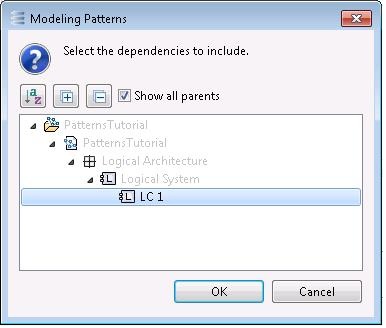 Modeling Patterns
Select the dependencies to include.
a z
Show all parents
PatternsTutorial
PatternsTutorial
Logical Architecture
L Logical System
L LC 1
OK
Cancel